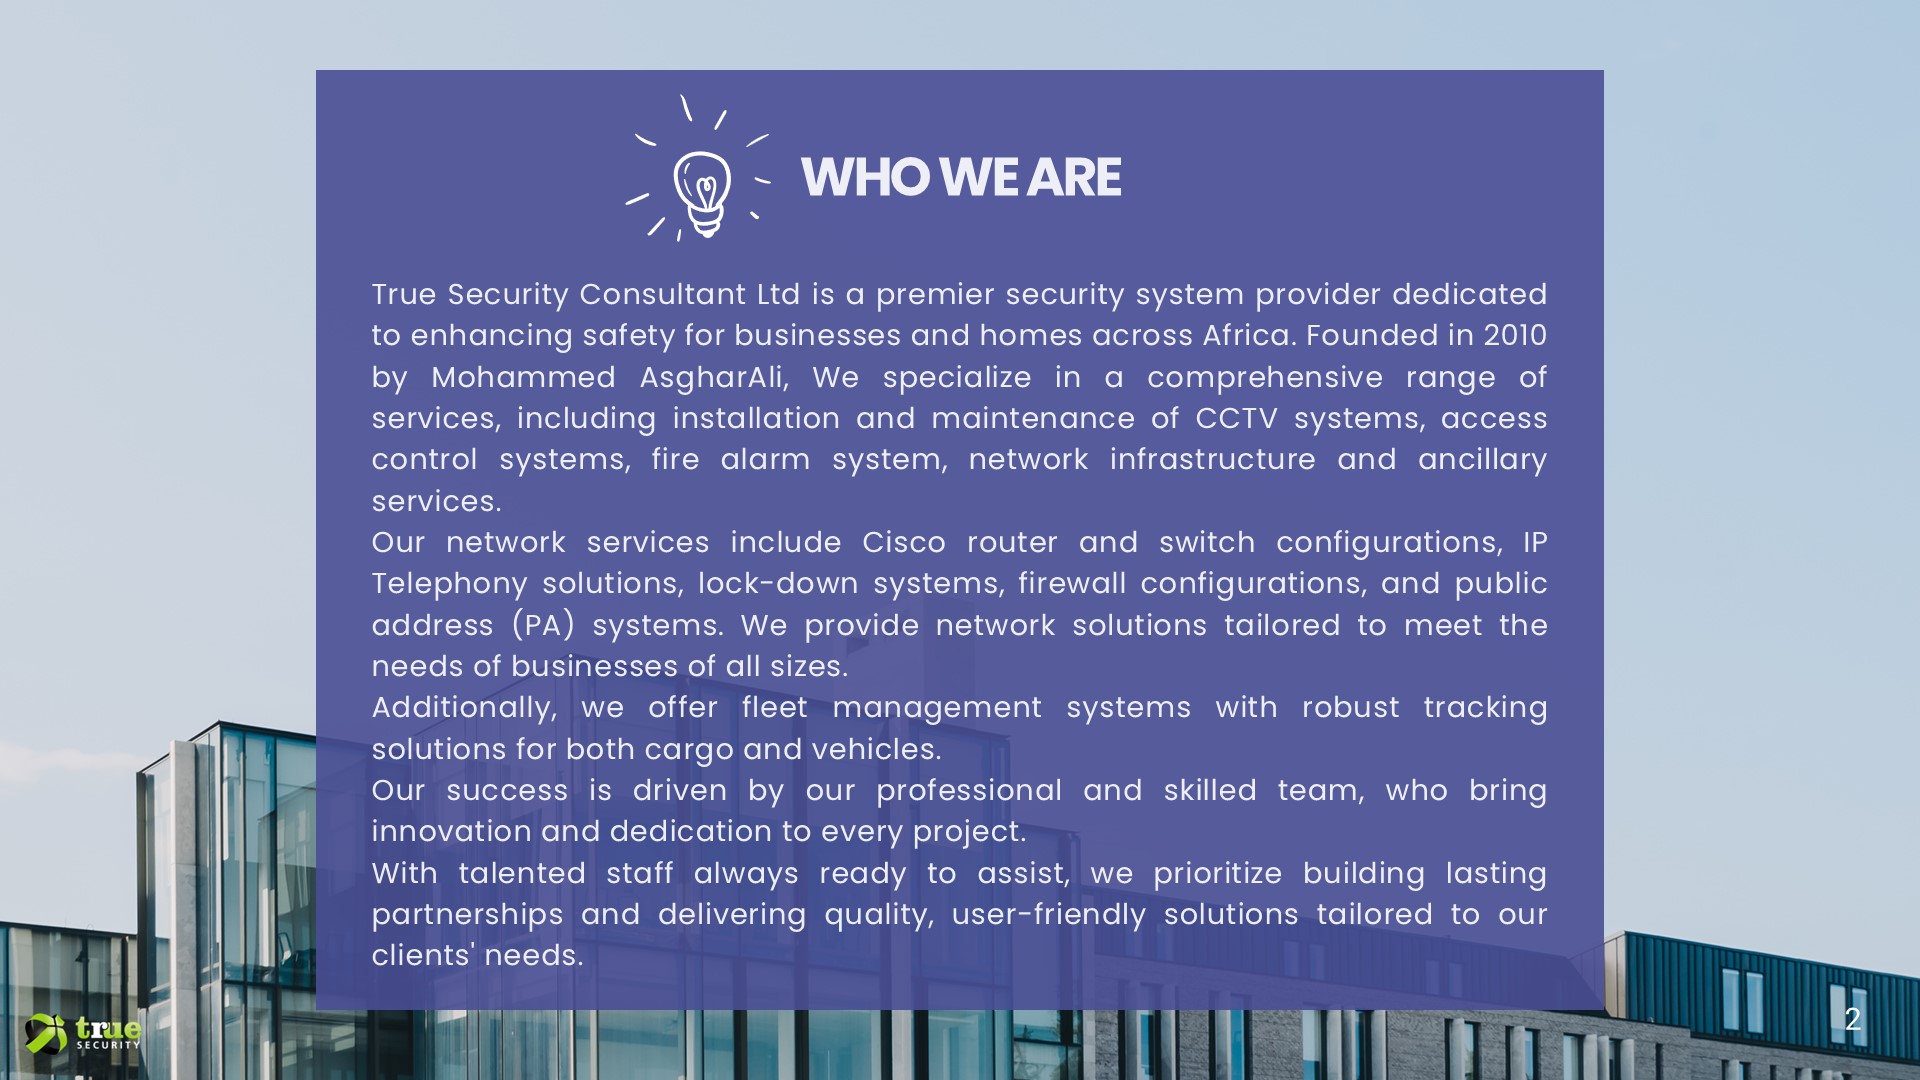 WHO WE ARE
True Security Consultant Ltd is a premier security system provider dedicated
to enhancing safety for businesses and homes across Africa. Founded in 2010
by Mohammed AsgharAli, We specialize in a comprehensive range of
services, including installation and maintenance of CCTV systems, access
control systems, fire alarm system, network infrastructure and ancillary
services.
Our network services include Cisco router and switch configurations, IP
Telephony solutions, lock-down systems, firewall configurations, and public
address (PA) systems. We provide network solutions tailored to meet the
needs of businesses of all sizes.
Additionally, we offer fleet management systems with robust tracking
solutions for both cargo and vehicles.
Our success is driven by our professional and skilled team, who bring
innovation and dedication to every project.
With talented staff always ready to assist, we prioritize building lasting
partnerships and delivering quality, user-friendly solutions tailored to our
clients' needs.
true
SECURITY
2